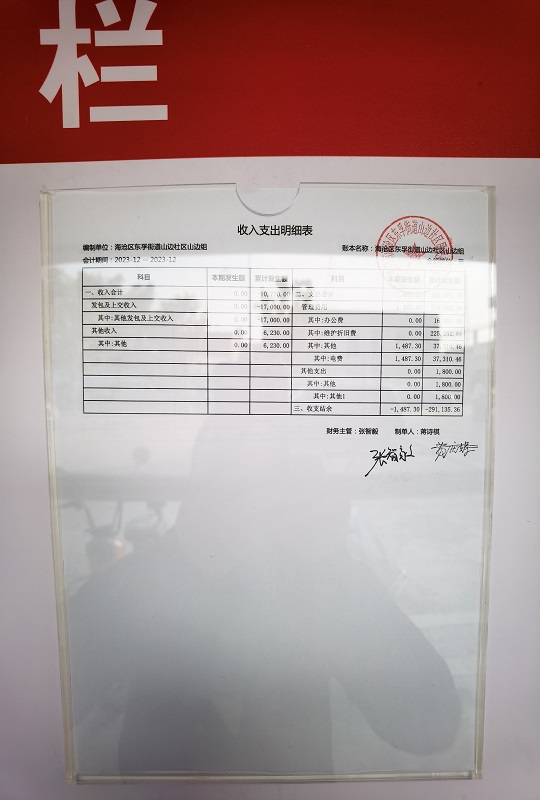 栏
收入支出明细表
编制单位：海沧区东孚街道山边社区山边组 账本名称：海沧区东孚街道山边社区山边组
会计期间：2023-12 -- 2023-12
科目 本期发生额 累计发生额 科目 本期发生额
一、收入合计 0.00
发包及上交收入 0.00 -17,000.00 管理费用
其中:其他发包及上交收入 0.00 -17,000.00 其中:办公费 0.00
其他收入 0.00 6,230.00 其中:维护折旧费 0.00
其中:其他 0.00 6,230.00 其中:其他 1,487.30
其中:电费 1,487.30 37,310.46
其他支出 0.00 1,800.00
其中:其他 0.00 1,800.00
其中:其他1 0.00 1,800.00
三、收支结余 -1,487.30 -291,135.36
财务主管：张智毅 制单人：蒋诗棋